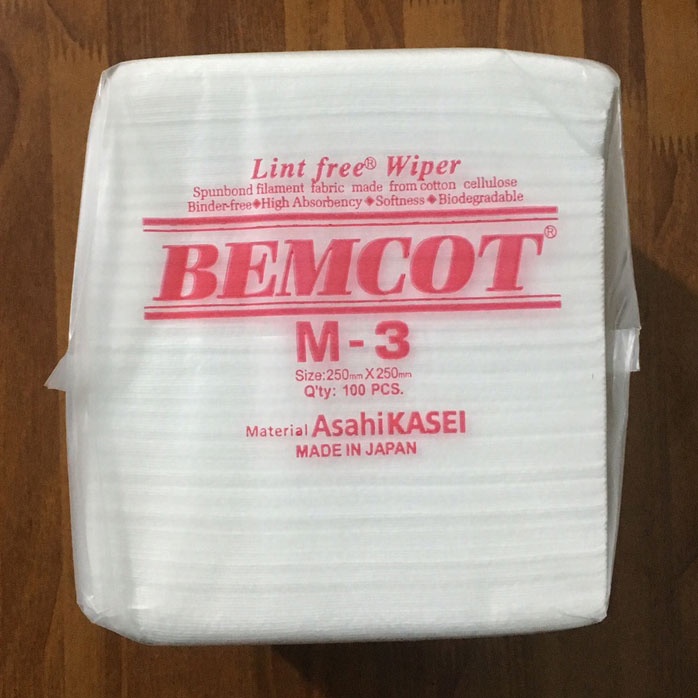 Lint free® Wiper
Spunbond filament fabric made from cotton cellulose
Binder-free◆High Absorbency◆Softness◆Biodegradable
BEMCOT®
M-3
Size:250mm X 250mm
Q'ty: 100 PCS.
Material AsahiKASEI
MADE IN JAPAN